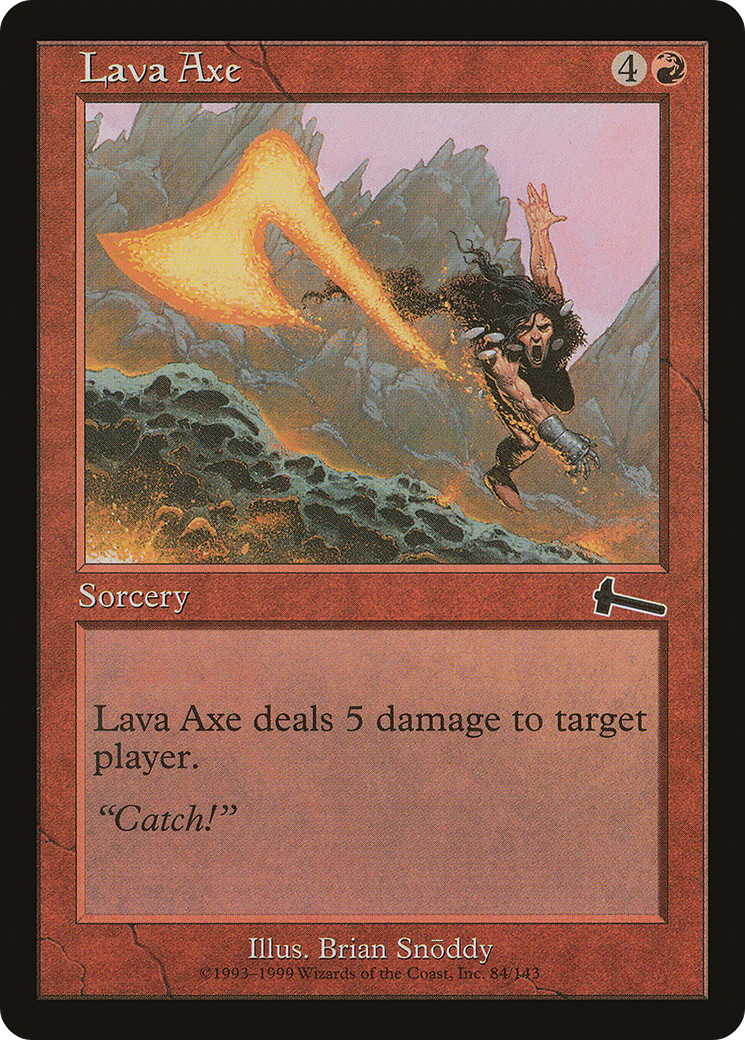 Lava Axe 4
Sorcery
Lava Axe deals 5 damage to target
player.
“Catch!”
Illus. Brian Snōddy
©1993–1999 Wizards of the Coast, Inc. 84/143